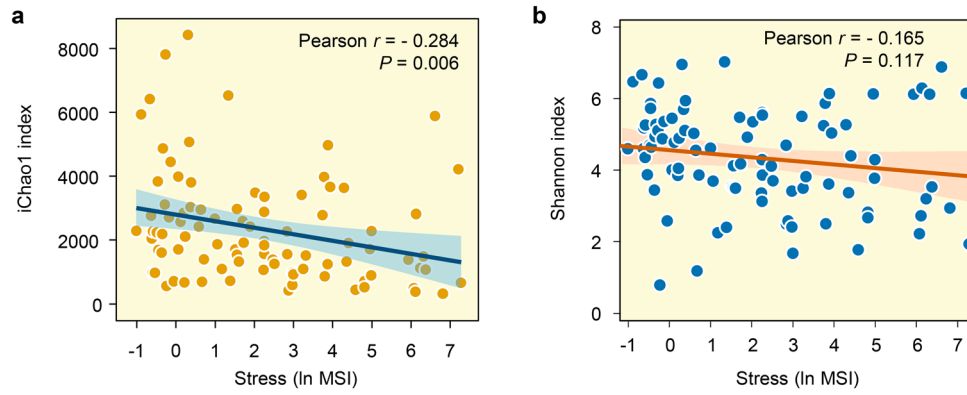 a
Pearson r = - 0.284
P = 0.006
iChao1 index
8000
6000
4000
2000
0
-1 0 1 2 3 4 5 6 7
Stress (ln MSI)
b
Pearson r = - 0.165
P = 0.117
Shannon index
8
6
4
2
0
-1 0 1 2 3 4 5 6 7
Stress (ln MSI)